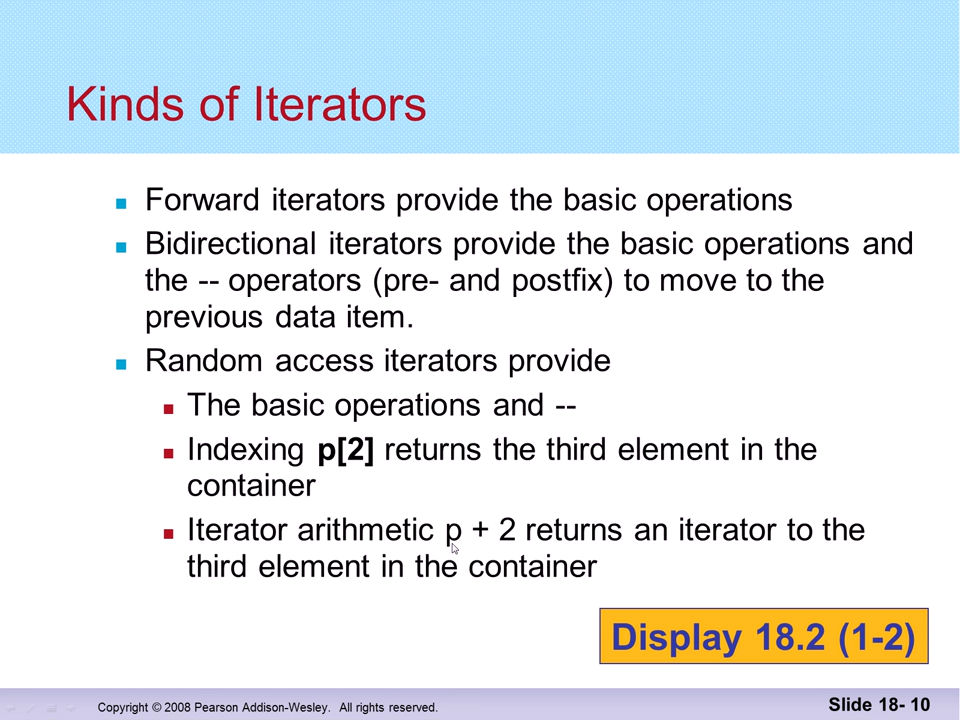 Kinds of Iterators
Forward iterators provide the basic operations
Bidirectional iterators provide the basic operations and
the -- operators (pre- and postfix) to move to the
previous data item.
Random access iterators provide
The basic operations and --
Indexing p[2] returns the third element in the
container
Iterator arithmetic p + 2 returns an iterator to the
third element in the container
Display 18.2 (1-2)
Copyright © 2008 Pearson Addison-Wesley. All rights reserved.
Slide 18- 10